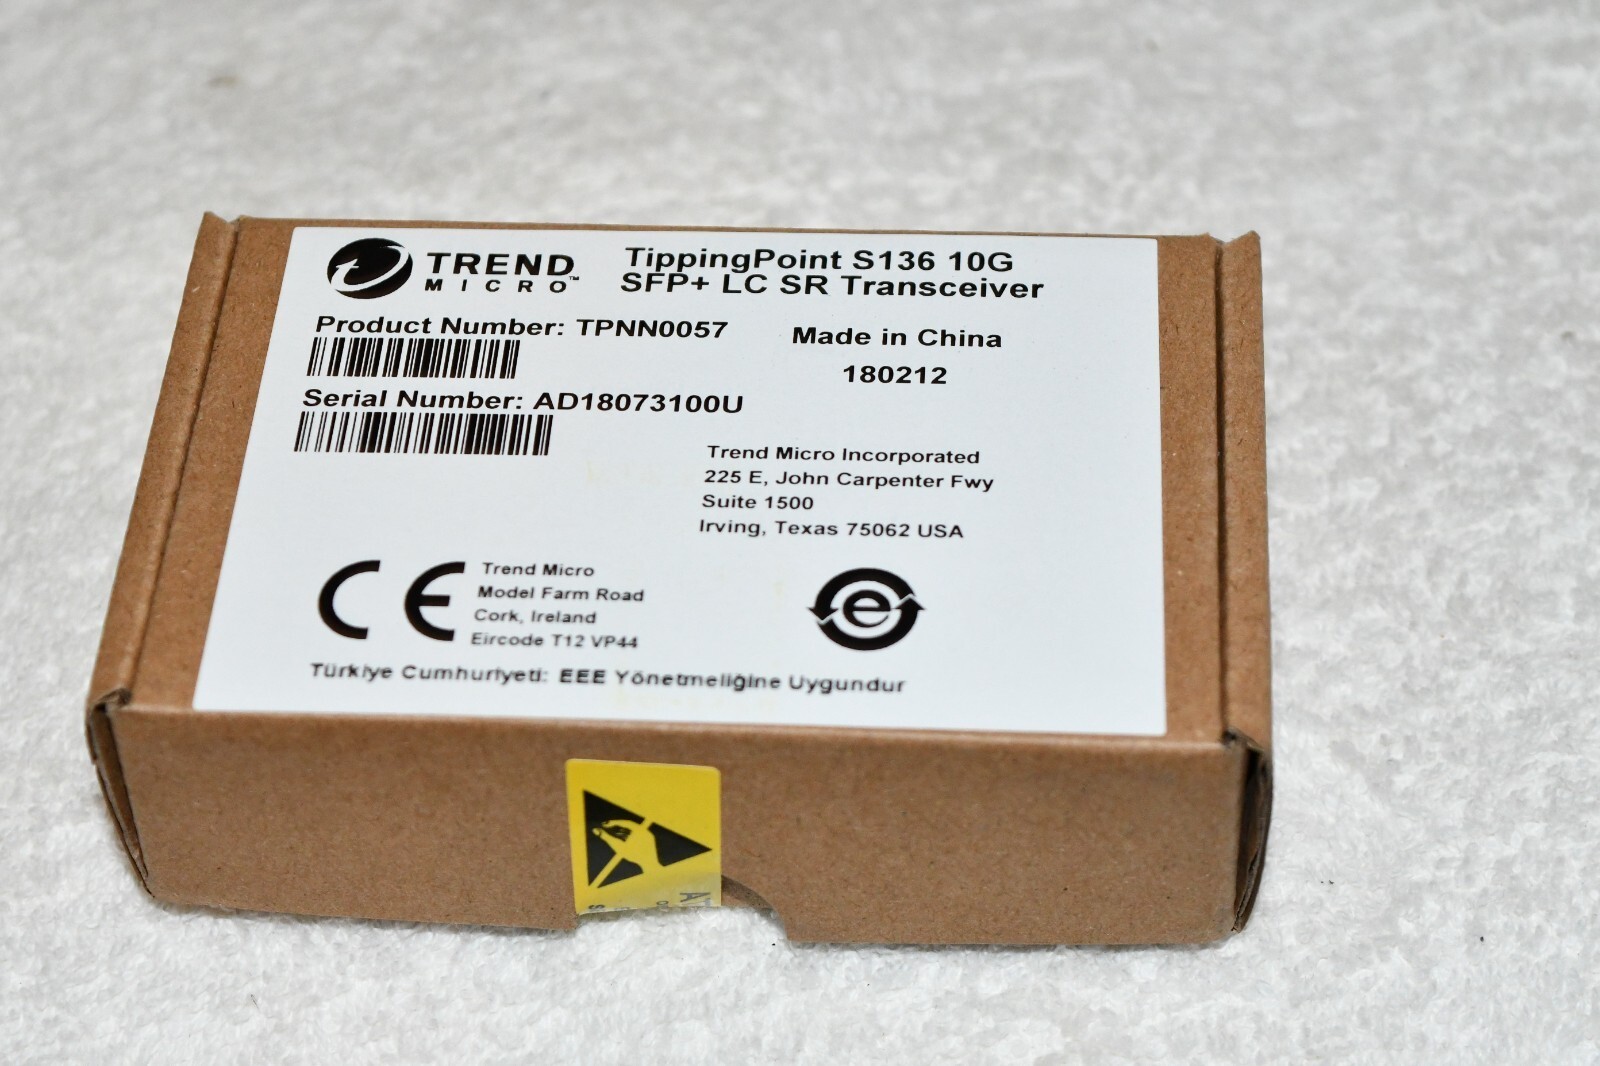 TREND
MICRO™
TippingPoint S136 10G
SFP+ LC SR Transceiver
Product Number: TPNN0057
Made in China
180212
Serial Number: AD18073100U
Trend Micro Incorporated
225 E, John Carpenter Fwy
Suite 1500
Irving, Texas 75062 USA
CE
Trend Micro
Model Farm Road
Cork, Ireland
Eircode T12 VP44
e
Türkiye Cumhuriyeti: EEE Yönetmeliğine Uygundur